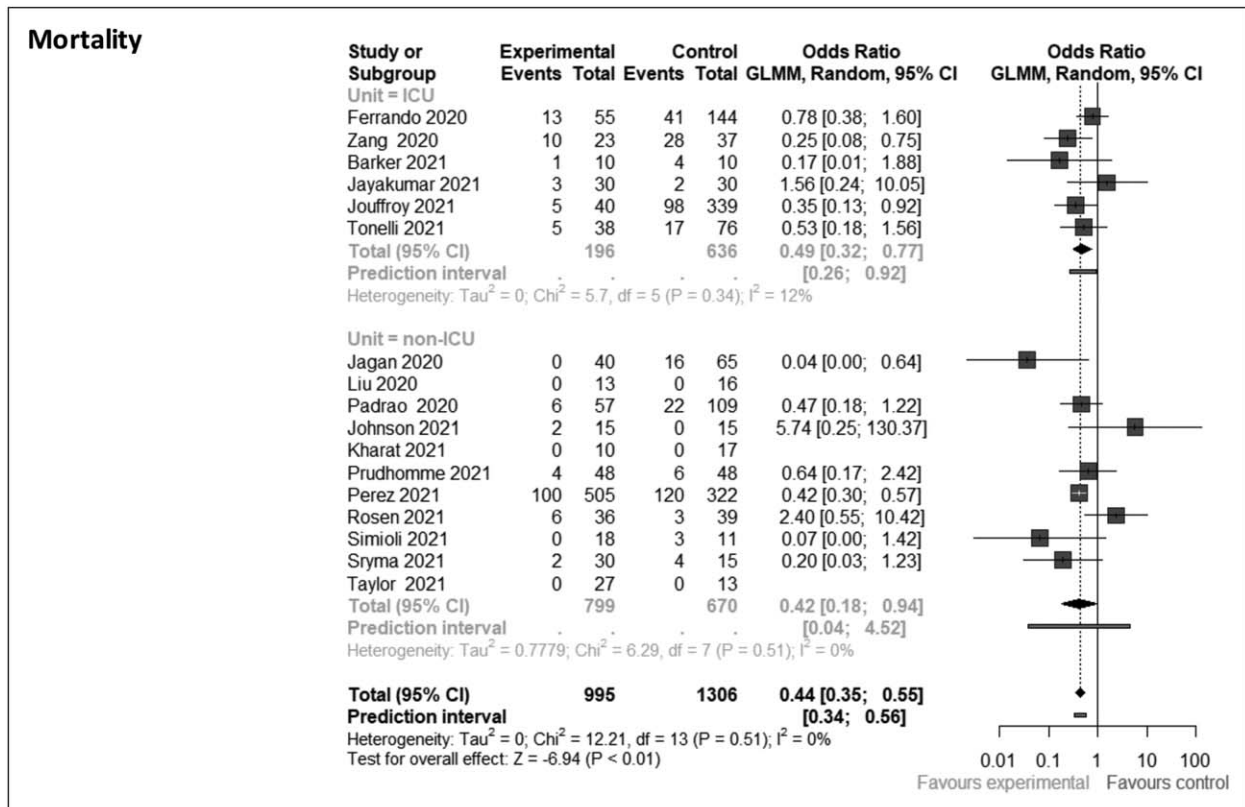 Mortality
Study or Experimental Control Odds Ratio Odds Ratio
Subgroup Events Total Events Total GLMM, Random, 95% CI GLMM, Random, 95% CI
Unit = ICU
Ferrando 2020 13 55 41 144 0.78 [0.38; 1.60]
Zang 2020 10 23 28 37 0.25 [0.08; 0.75]
Barker 2021 1 10 4 10 0.17 [0.01; 1.88]
Jayakumar 2021 3 30 2 30 1.56 [0.24; 10.05]
Jouffroy 2021 5 40 98 339 0.35 [0.13; 0.92]
Tonelli 2021 5 38 17 76 0.53 [0.18; 1.56]
Total (95% CI) 196 636 0.49 [0.32; 0.77]
Prediction interval . . . . [0.26; 0.92]
Heterogeneity: Tau² = 0; Chi² = 5.7, df = 5 (P = 0.34); I² = 12%
Unit = non-ICU
Jagan 2020 0 40 16 65 0.04 [0.00; 0.64]
Liu 2020 0 13 0 16
Padrao 2020 6 57 22 109 0.47 [0.18; 1.22]
Johnson 2021 2 15 0 15 5.74 [0.25; 130.37]
Kharat 2021 0 10 0 17
Prudhomme 2021 4 48 6 48 0.64 [0.17; 2.42]
Perez 2021 100 505 120 322 0.42 [0.30; 0.57]
Rosen 2021 6 36 3 39 2.40 [0.55; 10.42]
Simioli 2021 0 18 3 11 0.07 [0.00; 1.42]
Sryma 2021 2 30 4 15 0.20 [0.03; 1.23]
Taylor 2021 0 27 0 13
Total (95% CI) 799 670 0.42 [0.18; 0.94]
Prediction interval . . . . [0.04; 4.52]
Heterogeneity: Tau² = 0.7779; Chi² = 6.29, df = 7 (P = 0.51); I² = 0%
Total (95% CI) 995 1306 0.44 [0.35; 0.55]
Prediction interval [0.34; 0.56]
Heterogeneity: Tau² = 0; Chi² = 12.21, df = 13 (P = 0.51); I² = 0%
Test for overall effect: Z = -6.94 (P < 0.01)
0.01 0.1 1 10 100
Favours experimental Favours control